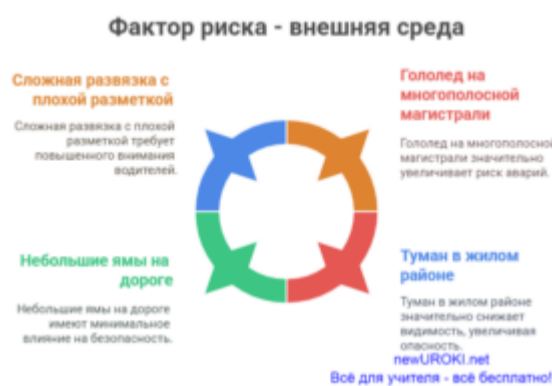 Фактор риска - внешняя среда
Сложная развязка с
плохой разметкой
Сложная развязка с плохой
разметкой требует
повышенного внимания
водителей.
Гололед на
многополосной
магистрали
Гололед на многополосной
магистрали значительно
увеличивает риск аварий.
Небольшие ямы на
дороге
Небольшие ямы на дороге
имеют минимальное
влияние на безопасность.
Туман в жилом
районе
Туман в жилом районе
значительно снижает
видимость, увеличивая
опасность.
newUROKI.net
Всё для учителя - всё бесплатно!